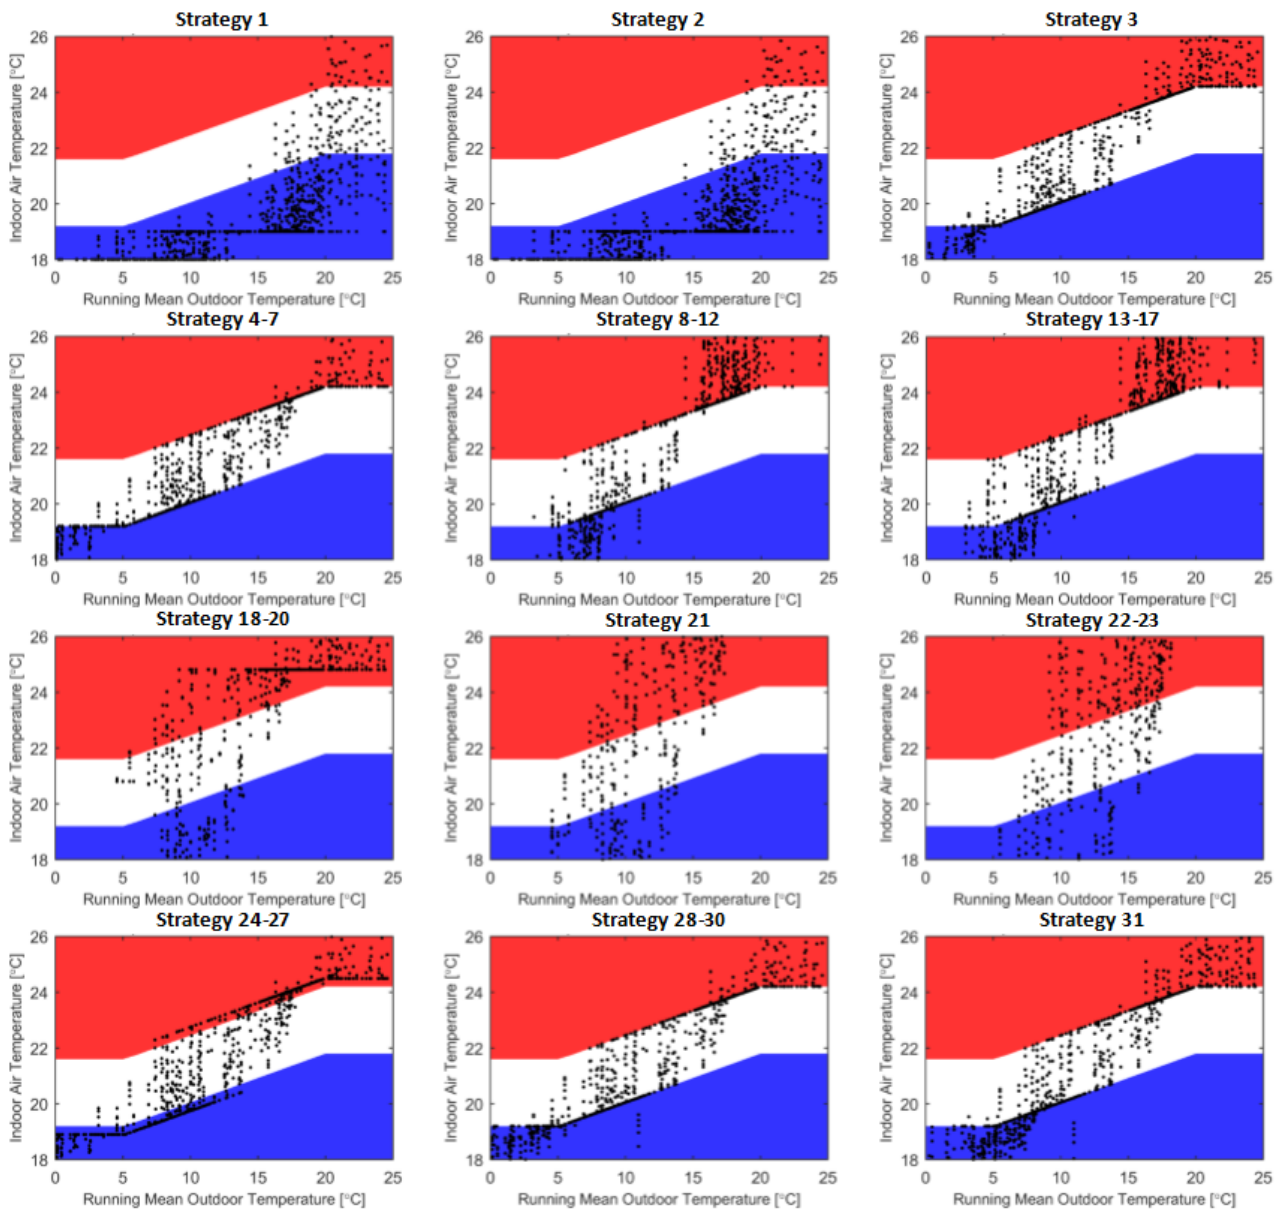 Strategy 1
Strategy 2
Strategy 3
Indoor Air Temperature [°C]
26
24
22
20
18
0 5 10 15 20 25
Running Mean Outdoor Temperature [°C]
Indoor Air Temperature [°C]
26
24
22
20
18
0 5 10 15 20 25
Running Mean Outdoor Temperature [°C]
Indoor Air Temperature [°C]
26
24
22
20
18
0 5 10 15 20 25
Running Mean Outdoor Temperature [°C]
Strategy 4-7
Strategy 8-12
Strategy 13-17
Indoor Air Temperature [°C]
26
24
22
20
18
0 5 10 15 20 25
Running Mean Outdoor Temperature [°C]
Indoor Air Temperature [°C]
26
24
22
20
18
0 5 10 15 20 25
Running Mean Outdoor Temperature [°C]
Indoor Air Temperature [°C]
26
24
22
20
18
0 5 10 15 20 25
Running Mean Outdoor Temperature [°C]
Strategy 18-20
Strategy 21
Strategy 22-23
Indoor Air Temperature [°C]
26
24
22
20
18
0 5 10 15 20 25
Running Mean Outdoor Temperature [°C]
Indoor Air Temperature [°C]
26
24
22
20
18
0 5 10 15 20 25
Running Mean Outdoor Temperature [°C]
Indoor Air Temperature [°C]
26
24
22
20
18
0 5 10 15 20 25
Running Mean Outdoor Temperature [°C]
Strategy 24-27
Strategy 28-30
Strategy 31
Indoor Air Temperature [°C]
26
24
22
20
18
0 5 10 15 20 25
Running Mean Outdoor Temperature [°C]
Indoor Air Temperature [°C]
26
24
22
20
18
0 5 10 15 20 25
Running Mean Outdoor Temperature [°C]
Indoor Air Temperature [°C]
26
24
22
20
18
0 5 10 15 20 25
Running Mean Outdoor Temperature [°C]